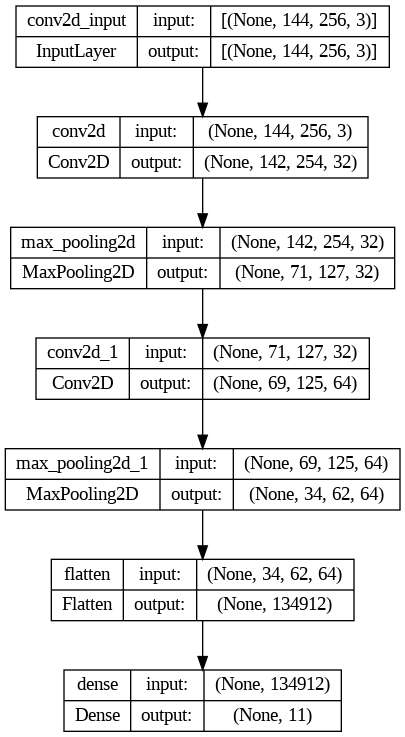 conv2d_input input: [(None, 144, 256, 3)]
InputLayer output: [(None, 144, 256, 3)]
conv2d input: (None, 144, 256, 3)
Conv2D output: (None, 142, 254, 32)
max_pooling2d input: (None, 142, 254, 32)
MaxPooling2D output: (None, 71, 127, 32)
conv2d_1 input: (None, 71, 127, 32)
Conv2D output: (None, 69, 125, 64)
max_pooling2d_1 input: (None, 69, 125, 64)
MaxPooling2D output: (None, 34, 62, 64)
flatten input: (None, 34, 62, 64)
Flatten output: (None, 134912)
dense input: (None, 134912)
Dense output: (None, 11)